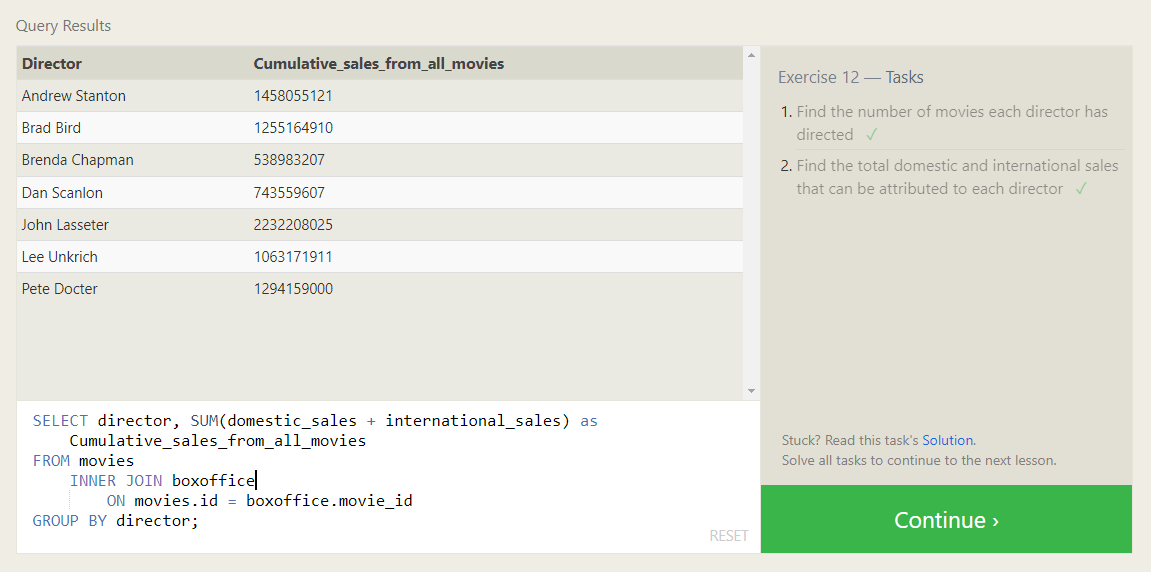 Query Results
Director Cumulative_sales_from_all_movies
Andrew Stanton 1458055121
Brad Bird 1255164910
Brenda Chapman 538983207
Dan Scanlon 743559607
John Lasseter 2232208025
Lee Unkrich 1063171911
Pete Docter 1294159000
SELECT director, SUM(domestic_sales + international_sales) as
Cumulative_sales_from_all_movies
FROM movies
INNER JOIN boxoffice
ON movies.id = boxoffice.movie_id
GROUP BY director;
RESET
Exercise 12 — Tasks
1. Find the number of movies each director has
directed ✓
2. Find the total domestic and international sales
that can be attributed to each director ✓
Stuck? Read this task's Solution.
Solve all tasks to continue to the next lesson.
Continue ›